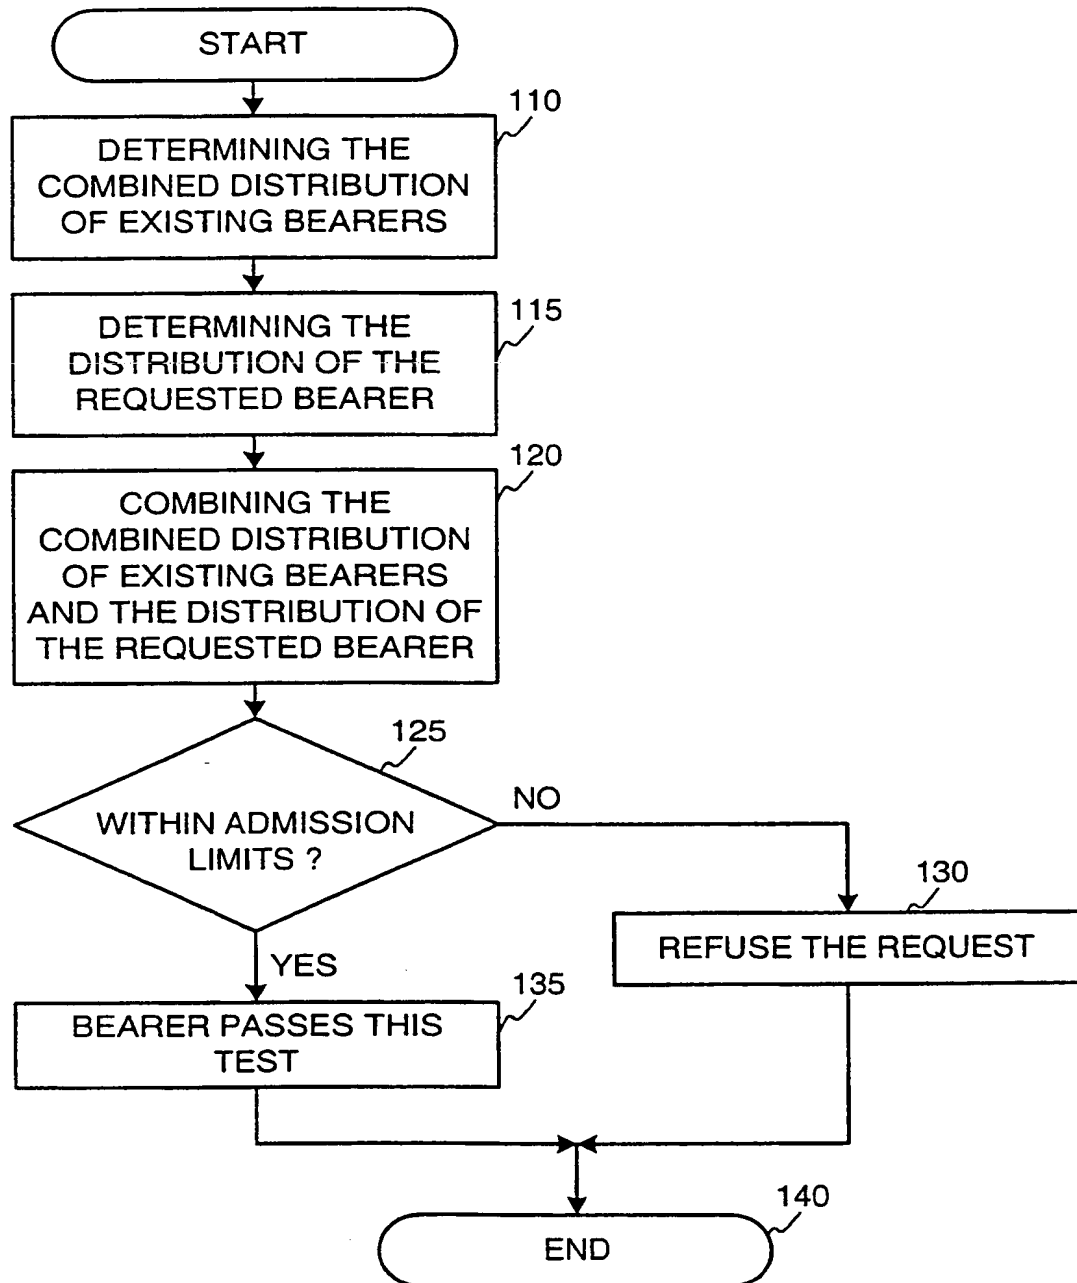 START
110
DETERMINING THE
COMBINED DISTRIBUTION
OF EXISTING BEARERS
115
DETERMINING THE
DISTRIBUTION OF THE
REQUESTED BEARER
120
COMBINING THE
COMBINED DISTRIBUTION
OF EXISTING BEARERS
AND THE DISTRIBUTION OF
THE REQUESTED BEARER
125
WITHIN ADMISSION
LIMITS ?
NO
130
REFUSE THE REQUEST
YES
135
BEARER PASSES THIS
TEST
140
END